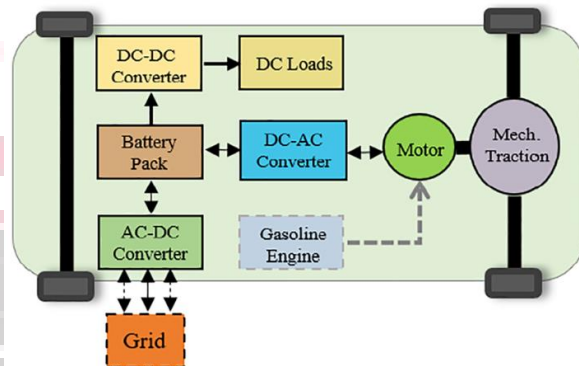 DC-DC
Converter
DC Loads
Battery
Pack
DC-AC
Converter
Motor
Mech.
Traction
AC-DC
Converter
Gasoline
Engine
Grid